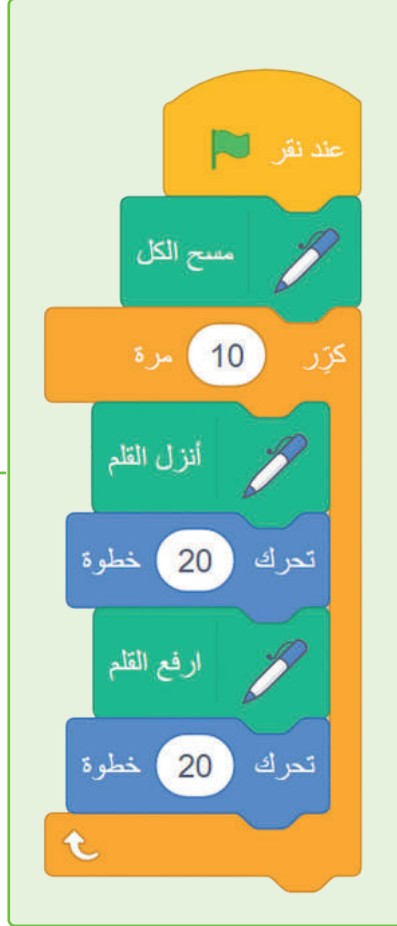 عند نقر
مسح الكل
كرّر 10 مرة
أنزل القلم
تحرك 20 خطوة
ارفع القلم
تحرك 20 خطوة